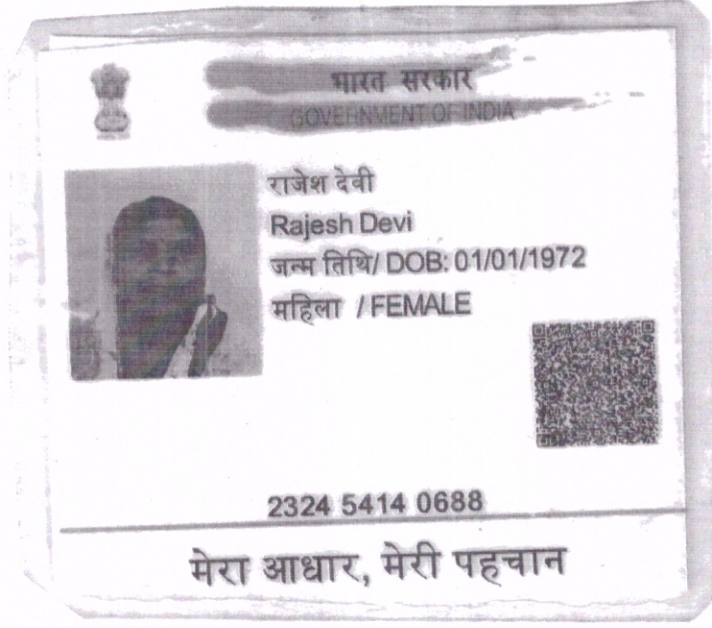 भारत सरकार
GOVERNMENT OF INDIA
राजेश देवी
Rajesh Devi
जन्म तिथि/ DOB: 01/01/1972
महिला / FEMALE
2324 5414 0688
मेरा आधार, मेरी पहचान